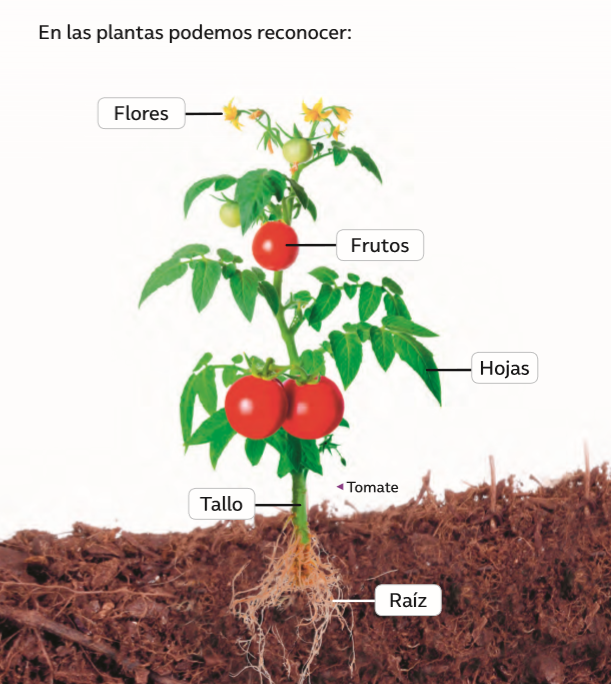 En las plantas podemos reconocer:
Flores
Frutos
Hojas
Tomate
Tallo
Raíz